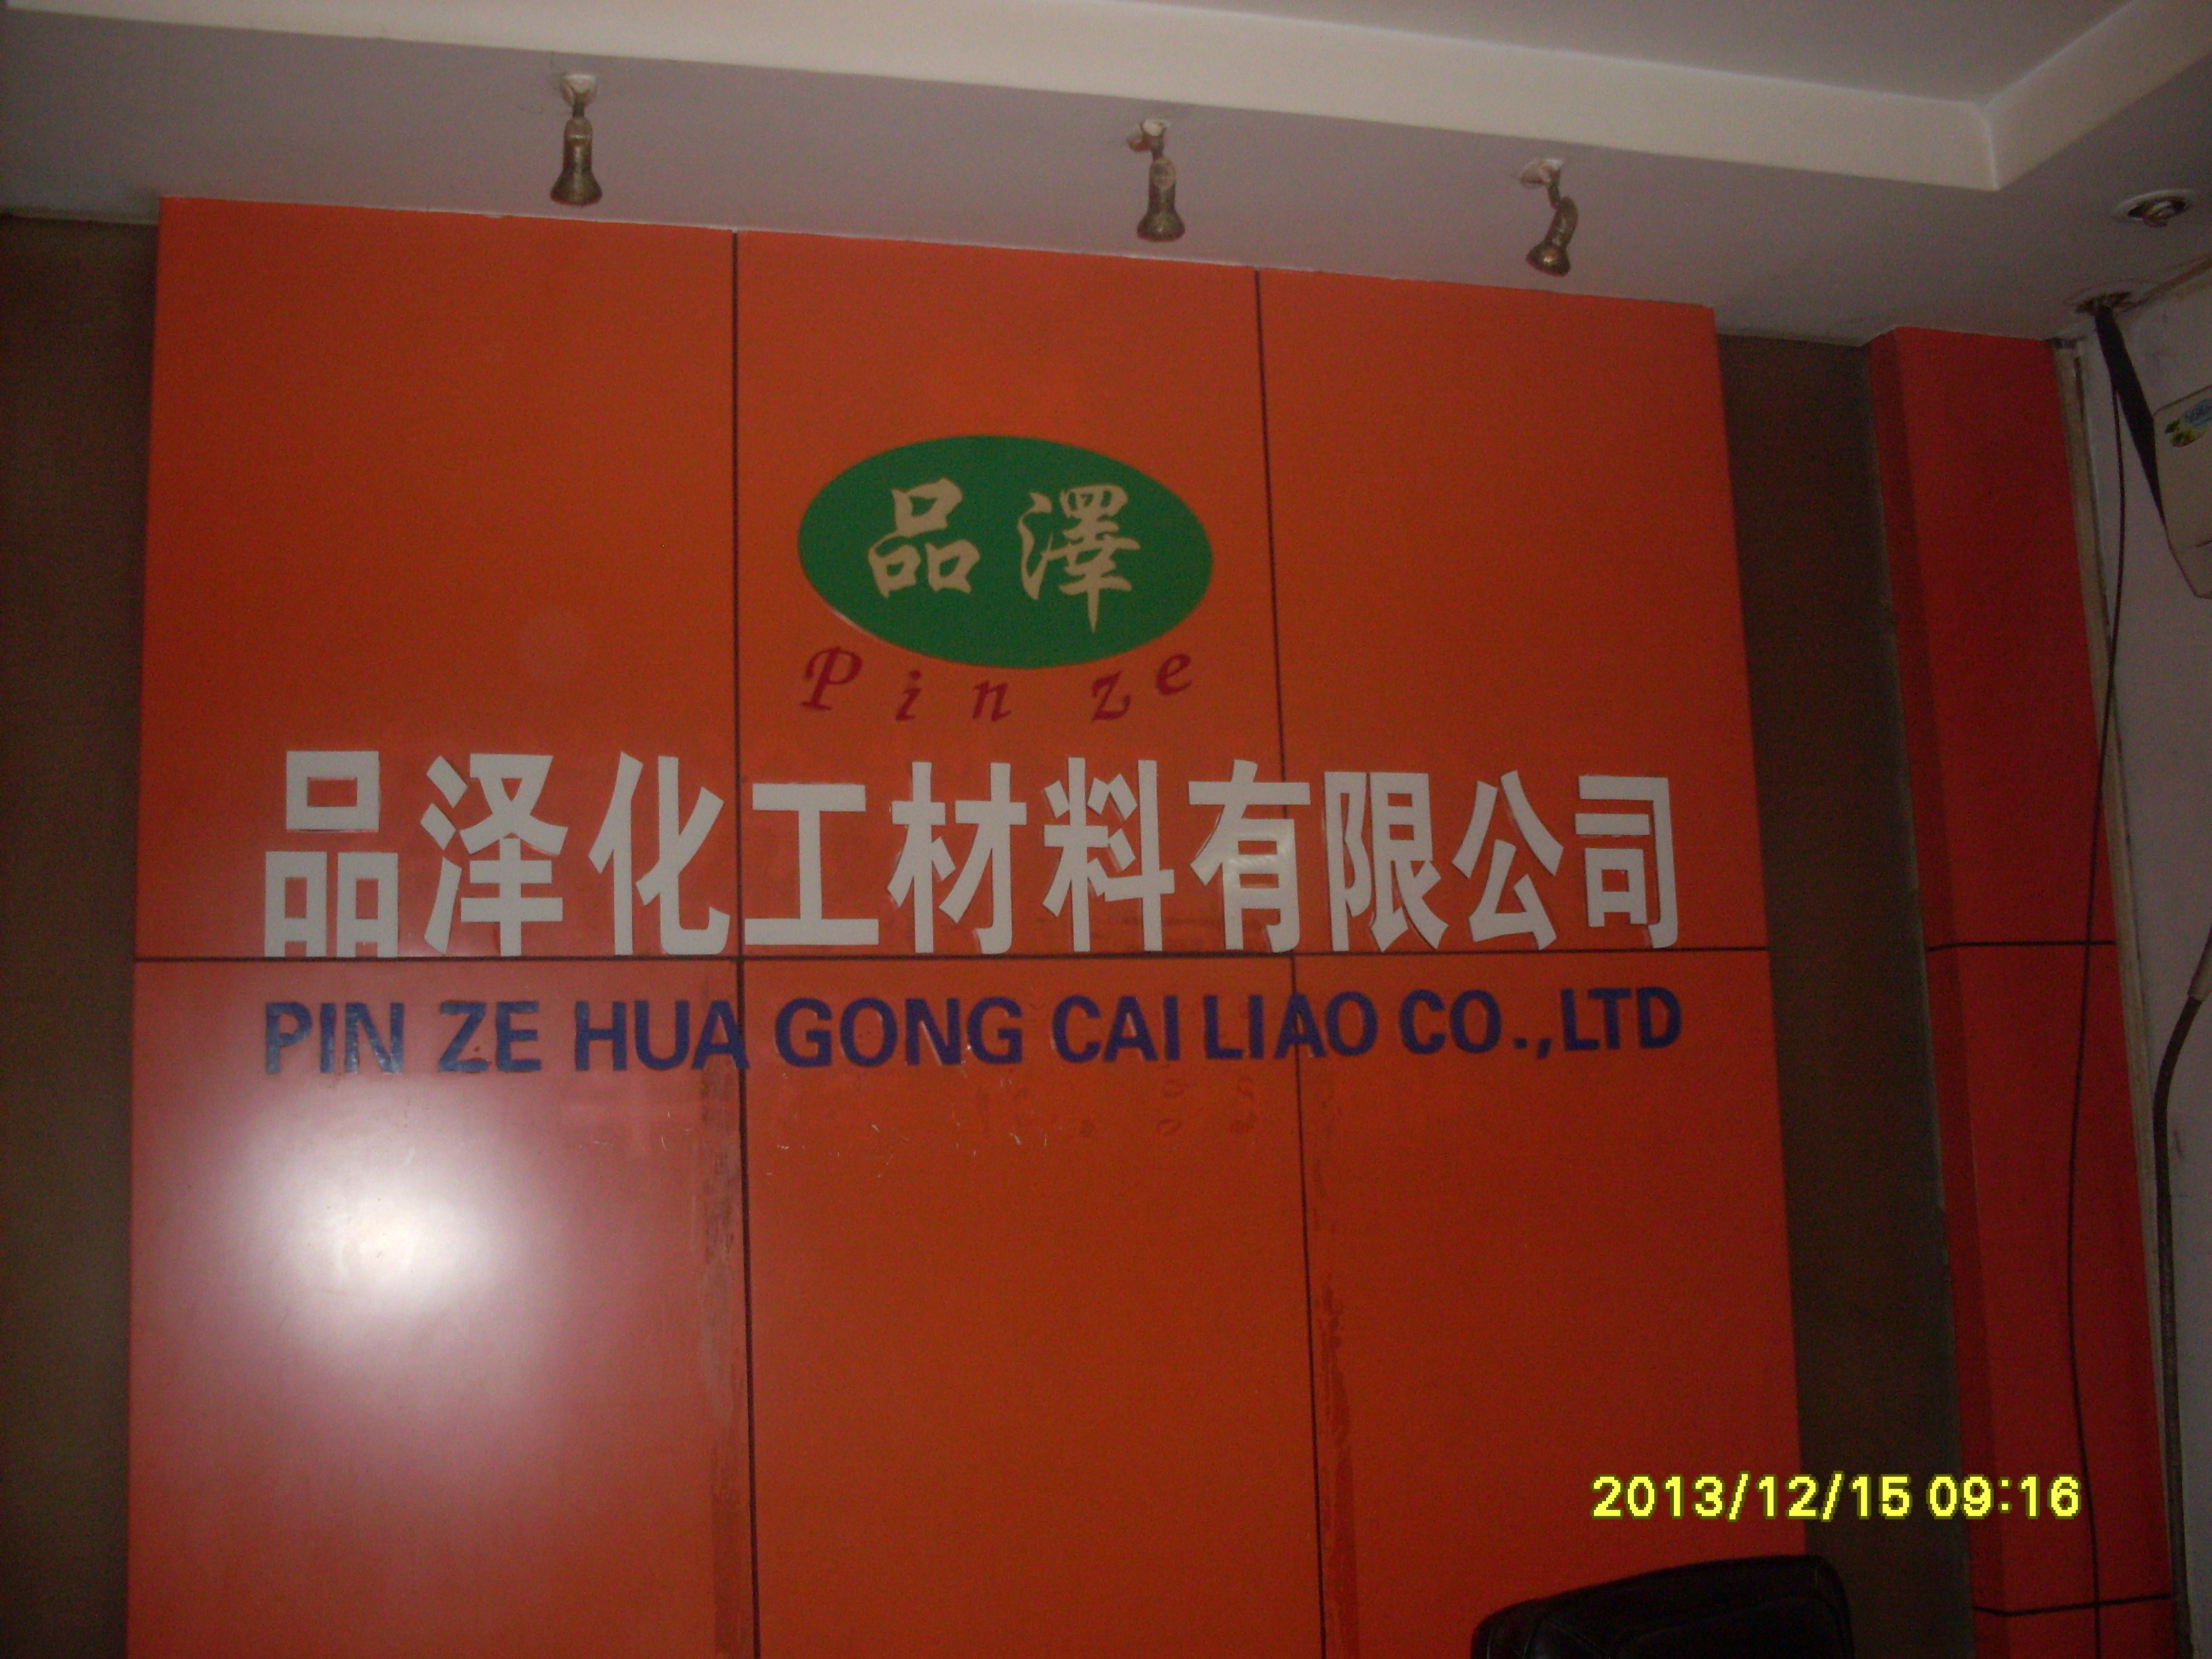 品澤
Pin ze
品泽化工材料有限公司
PIN ZE HUA GONG CAI LIAO CO.,LTD
2013/12/15 09:16